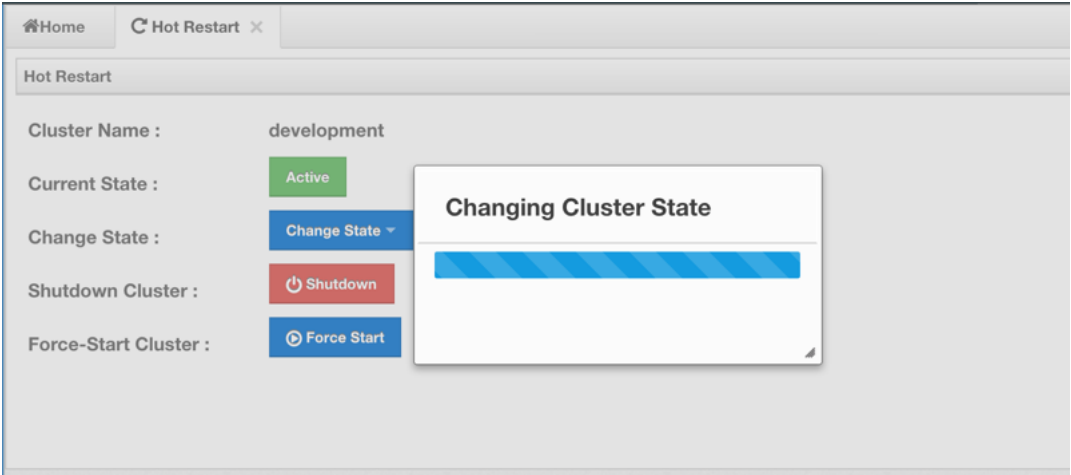 Home Hot Restart
Hot Restart
Cluster Name : development
Current State : Active
Change State : Change State
Shutdown Cluster : Shutdown
Force-Start Cluster : Force Start
Changing Cluster State